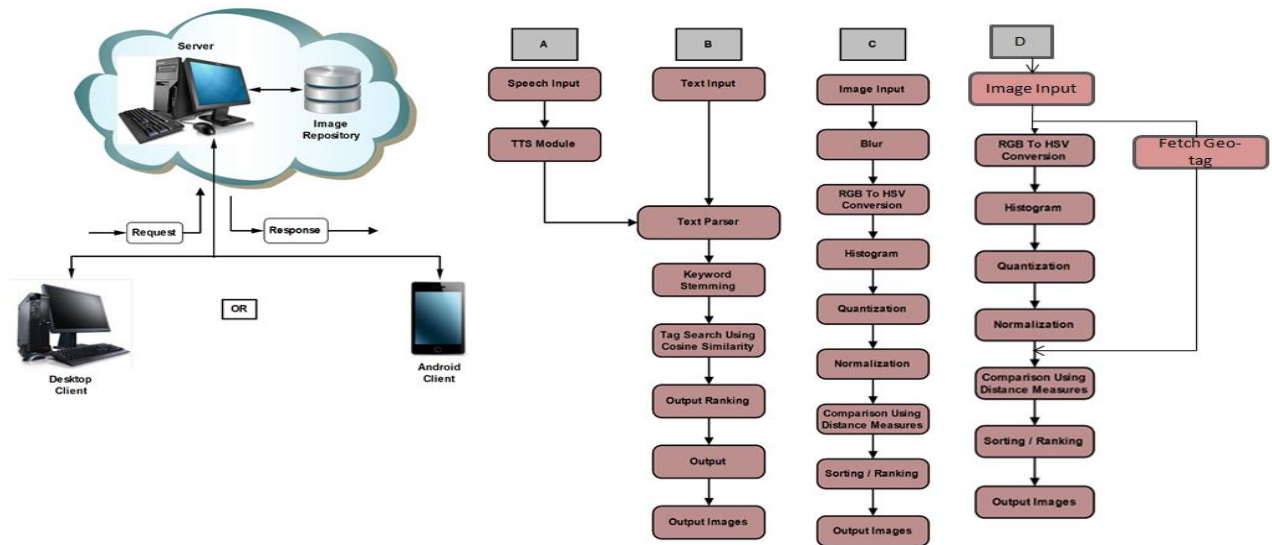 Server
Image
Repository
Request
Response
OR
Desktop
Client
Android
Client
A
Speech Input
TTS Module
B
Text Input
Text Parser
Keyword
Stemming
Tag Search Using
Cosine Similarity
Output Ranking
Output
Output Images
C
Image Input
Blur
RGB To HSV
Conversion
Histogram
Quantization
Normalization
Comparison Using
Distance Measures
Sorting / Ranking
Output Images
D
Image Input
RGB To HSV
Conversion
Fetch Geo-
tag
Histogram
Quantization
Normalization
Comparison Using
Distance Measures
Sorting / Ranking
Output Images